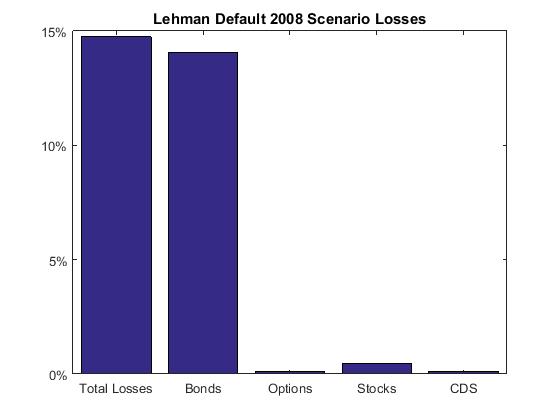 Lehman Default 2008 Scenario Losses
15%
10%
5%
0%
Total Losses Bonds Options Stocks CDS